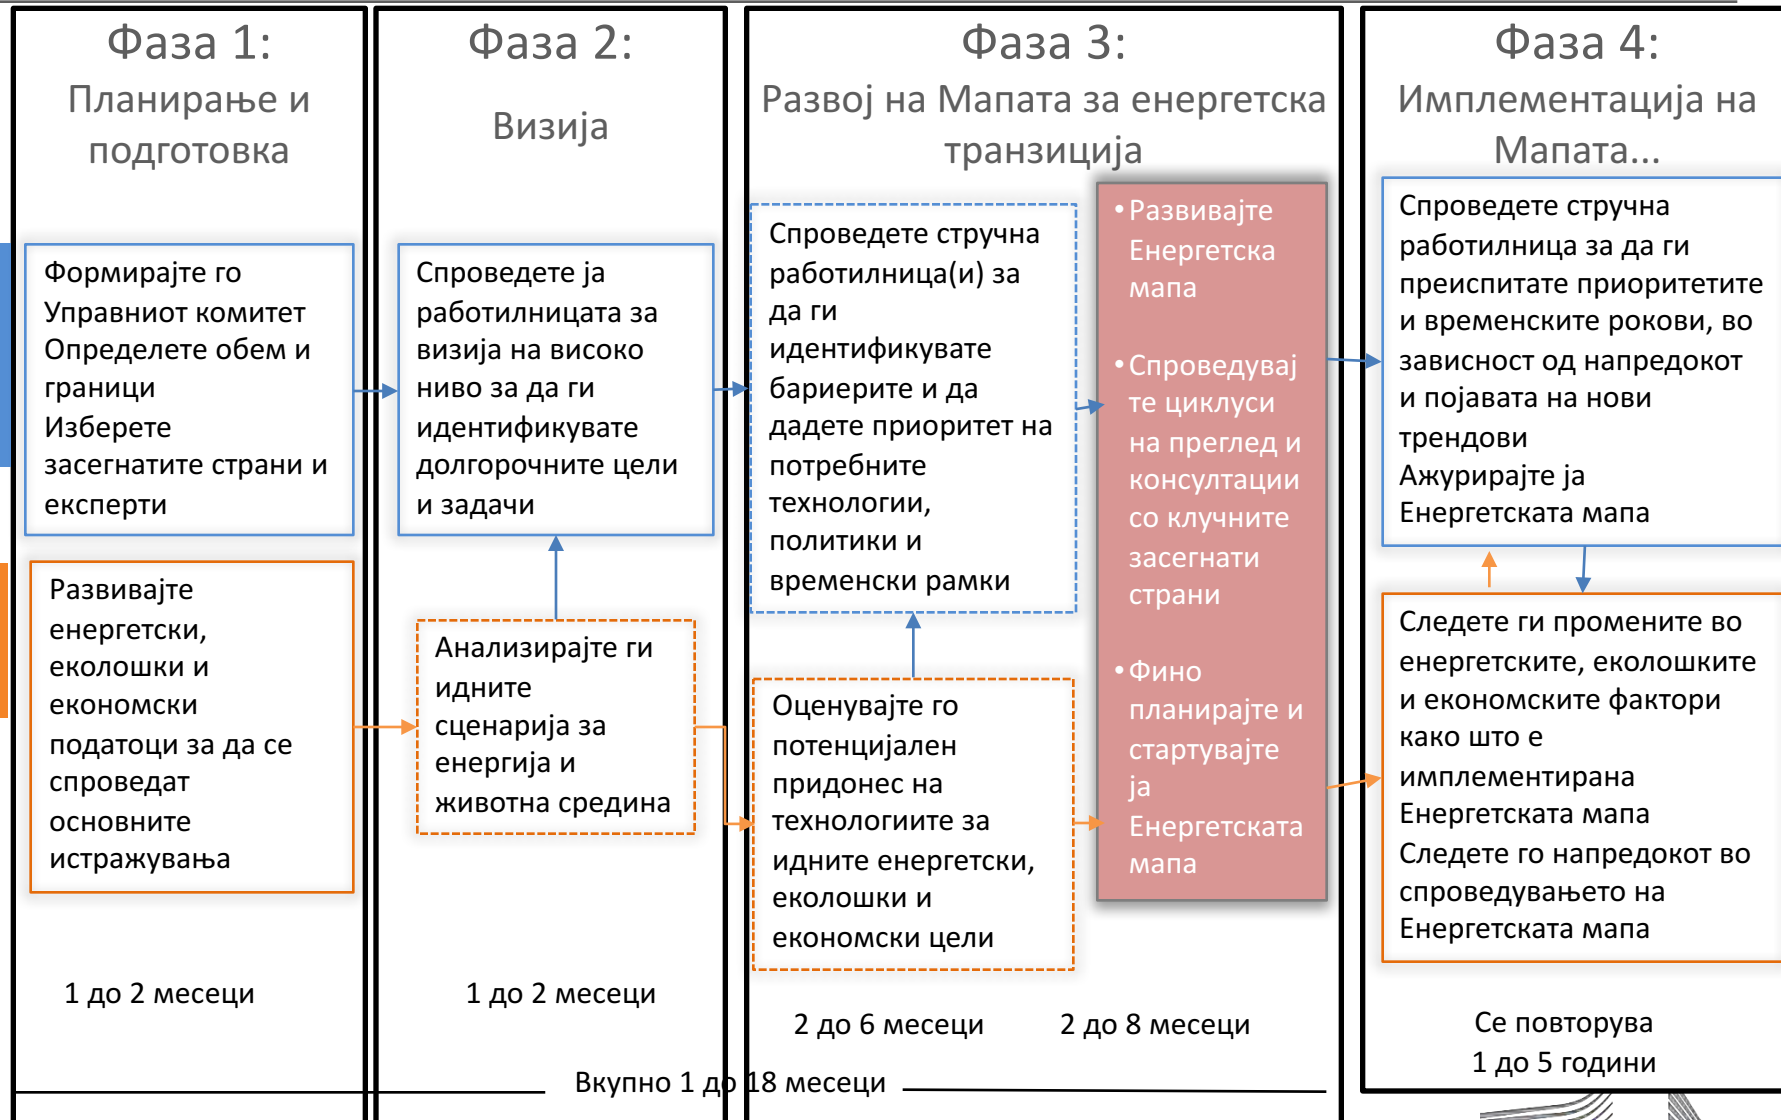 Фаза 1:
Планирање и
подготовка
Формирајте го
Управниот комитет
Определете обем и
граници
Изберете
засегнатите страни и
експерти
Развивајте
енергетски,
еколошки и
економски
податоци за да се
спроведат
основните
истражувања
1 до 2 месеци
Фаза 2:
Визија
Спроведете ја
работилницата за
визија на високо
ниво за да ги
идентификувате
долгорочните цели
и задачи
Анализирајте ги
идните
сценарија за
енергија и
животна средина
1 до 2 месеци
Фаза 3:
Развој на Мапата за енергетска
транзиција
Спроведете стручна
работилница(и) за
да ги
идентификувате
бариерите и да
дадете приоритет на
потребните
технологии,
политики и
временски рамки
Оценувајте го
потенцијален
придонес на
технологиите за
идните енергетски,
еколошки и
економски цели
2 до 6 месеци
•Развивајте
Енергетска
мапа
•Спроведувај
те циклуси
на преглед и
консултации
со клучните
засегнати
страни
•Фино
планирајте и
стартувајте
ја
Енергетската
мапа
2 до 8 месеци
Вкупно 1 до 18 месеци
Фаза 4:
Имплементација на
Мапата...
Спроведете стручна
работилница за да ги
преиспитате приоритетите
и временските рокови, во
зависност од напредокот
и појавата на нови
трендови
Ажурирајте ја
Енергетската мапа
Следете ги промените во
енергетските, еколошките
и економските фактори
како што е
имплементирана
Енергетската мапа
Следете го напредокот во
спроведувањето на
Енергетската мапа
Се повторува
1 до 5 години